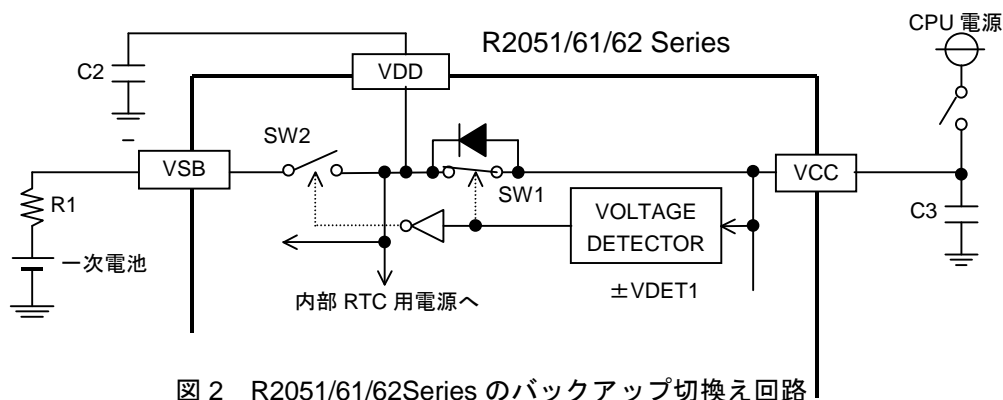 CPU 電源
R2051/61/62 Series
C2
VDD
SW2
VSB
VCC
SW1
R1
VOLTAGE
DETECTOR
C3
一次電池
±VDET1
内部 RTC 用電源へ
図 2 R2051/61/62Series のバックアップ切換え回路